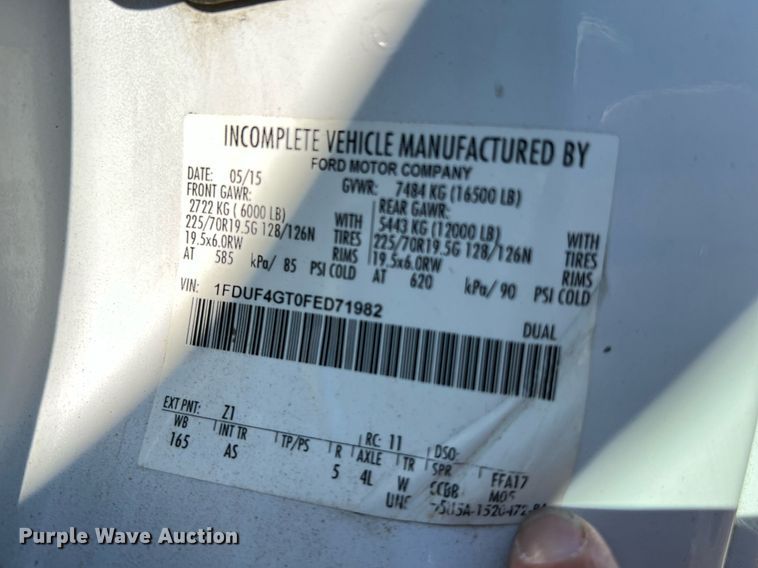 INCOMPLETE VEHICLE MANUFACTURED BY
FORD MOTOR COMPANY
DATE: 05/15 GVWR: 7484 KG (16500 LB)
FRONT GAWR: REAR GAWR:
2722 KG ( 6000 LB) WITH 5443 KG (12000 LB) WITH
225/70R19.5G 128/126N TIRES 225/70R19.5G 128/126N TIRES
19.5x6.0RW RIMS 19.5x6.0RW RIMS
AT 585 kPa/ 85 PSI COLD AT 620 kPa/ 90 PSI COLD
VIN: 1FDUF4GT0FED71982
DUAL
EXT PNT: Z1 RC: 11 DSO:
WB INT TR TP/PS R AXLE TR SPR FFA17
165 AS 5 4L W CCBB M05
Purple Wave Auction